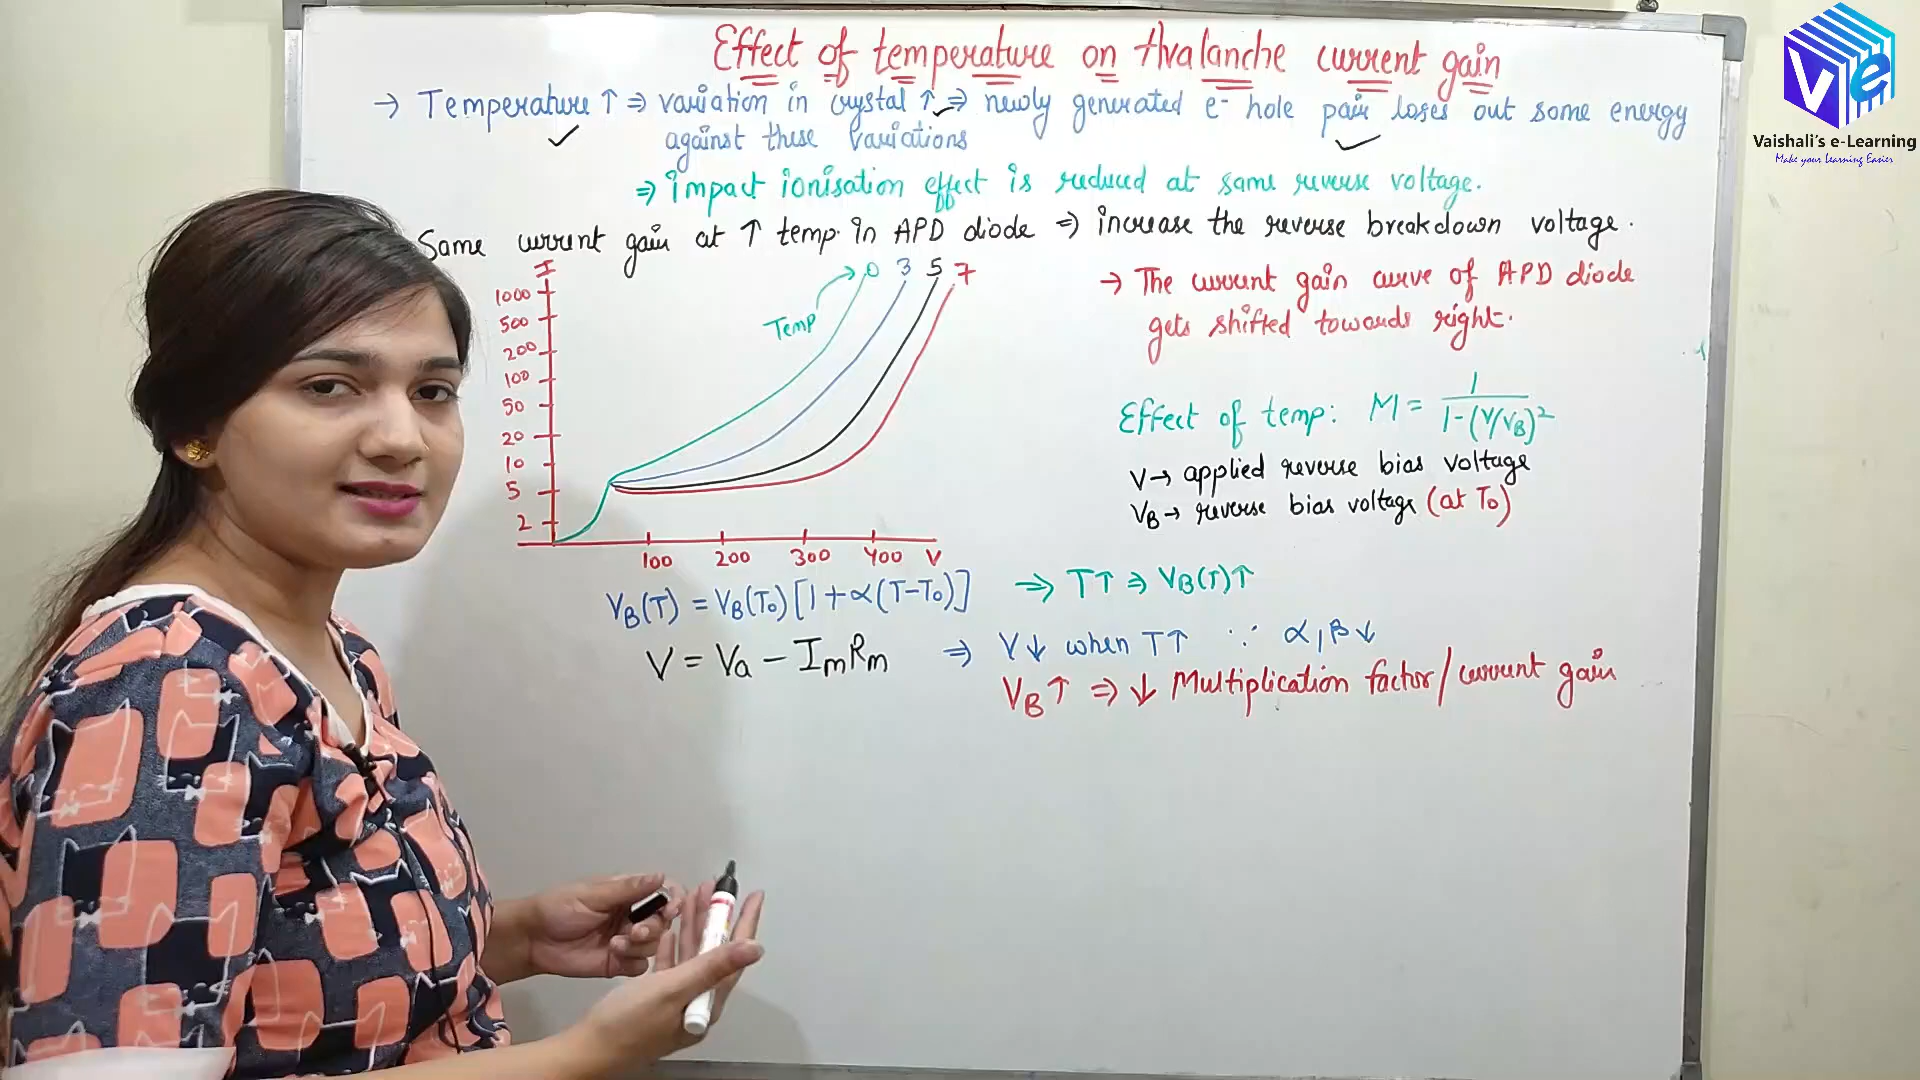 Effect of temperature on Avalanche current gain
→ Temperature ↑ ⇒ variation in crystal ↑ ⇒ newly generated e⁻ hole pair loses out some energy
against these variations
⇒ impact ionisation effect is reduced at same reverse voltage.
Same current gain at ↑ temp. in APD diode ⇒ increase the reverse breakdown voltage.
I
1000
500
200
100
50
20
10
5
2
Temp
0 3 5 7
100 200 300 400 V
→ The current gain curve of APD diode
gets shifted towards right.
Effect of temp: M = 1/(1-(V/VB)²)
V → applied reverse bias voltage
VB → reverse bias voltage (at T₀)
VB(T) = VB(T₀)[1+α(T-T₀)] ⇒ T↑ ⇒ VB(T)↑
V = Va - ImRm ⇒ V↓ when T↑ ∵ α, β↓
VB↑ ⇒ ↓ Multiplication factor/current gain
Ve
Vaishali's e-Learning
Make your Learning Easier